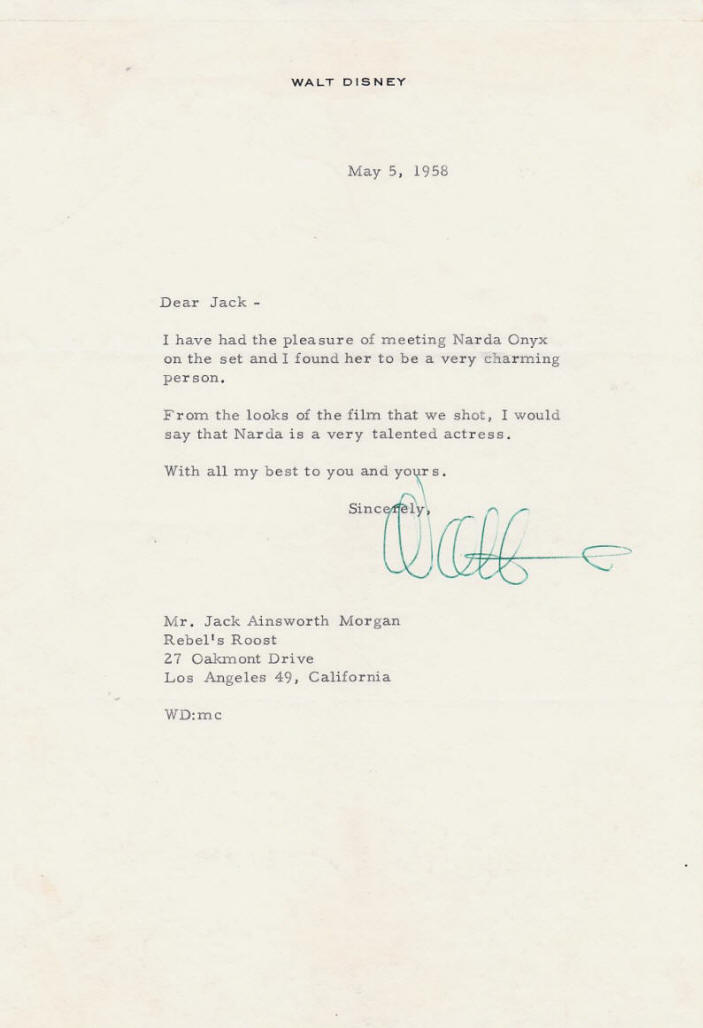 WALT DISNEY
May 5, 1958
Dear Jack -
I have had the pleasure of meeting Narda Onyx
on the set and I found her to be a very charming
person.
From the looks of the film that we shot, I would
say that Narda is a very talented actress.
With all my best to you and yours.
Sincerely,
Walt
Mr. Jack Ainsworth Morgan
Rebel's Roost
27 Oakmont Drive
Los Angeles 49, California
WD:mc